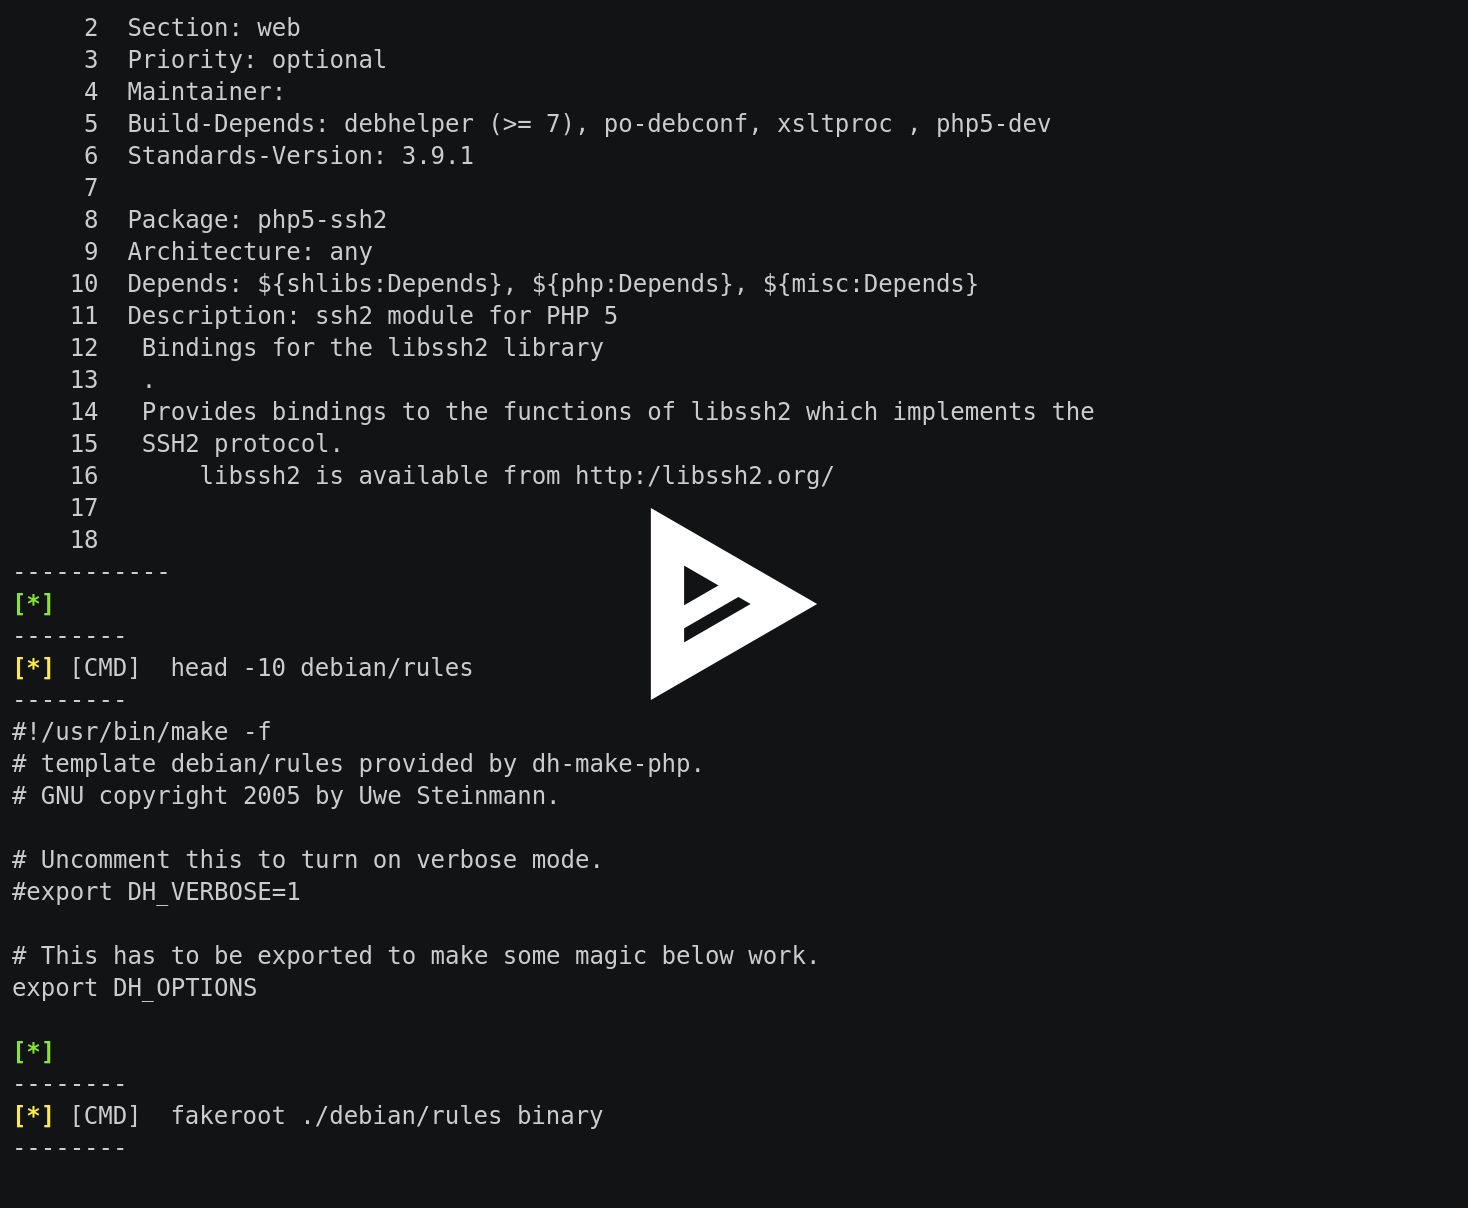 2  Section: web
3  Priority: optional
4  Maintainer:
5  Build-Depends: debhelper (>= 7), po-debconf, xsltproc , php5-dev
6  Standards-Version: 3.9.1
7
8  Package: php5-ssh2
9  Architecture: any
10  Depends: ${shlibs:Depends}, ${php:Depends}, ${misc:Depends}
11  Description: ssh2 module for PHP 5
12   Bindings for the libssh2 library
13   .
14   Provides bindings to the functions of libssh2 which implements the
15   SSH2 protocol.
16       libssh2 is available from http:/libssh2.org/
17
18
-----------
[*]
--------
[*] [CMD]  head -10 debian/rules
--------
#!/usr/bin/make -f
# template debian/rules provided by dh-make-php.
# GNU copyright 2005 by Uwe Steinmann.

# Uncomment this to turn on verbose mode.
#export DH_VERBOSE=1

# This has to be exported to make some magic below work.
export DH_OPTIONS

[*]
--------
[*] [CMD]  fakeroot ./debian/rules binary
--------